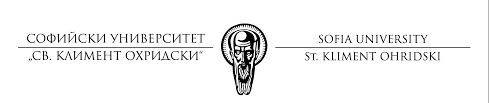 СОФИЙСКИ УНИВЕРСИТЕТ
„СВ. КЛИМЕНТ ОХРИДСКИ“
SOFIA UNIVERSITY
ST. KLIMENT OHRIDSKI